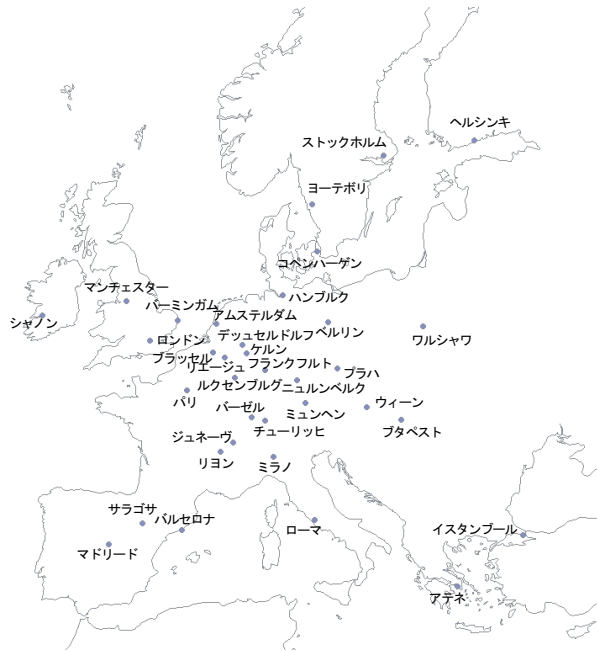 ヘルシンキ
ストックホルム
ヨーテボリ
コペンハーゲン
マンチェスター
ハンブルク
バーミンガム
アムステルダム
シャノン
デュッセルドルフ
ベルリン
ロンドン
ワルシャワ
ケルン
ブラッセル
リエージュ
フランクフルト
プラハ
ルクセンブルグ
ニュルンベルク
パリ
バーゼル
ミュンヘン
ウィーン
チューリッヒ
ブタペスト
ジュネーヴ
リヨン
ミラノ
サラゴサ
バルセロナ
ローマ
イスタンブール
マドリード
アテネ